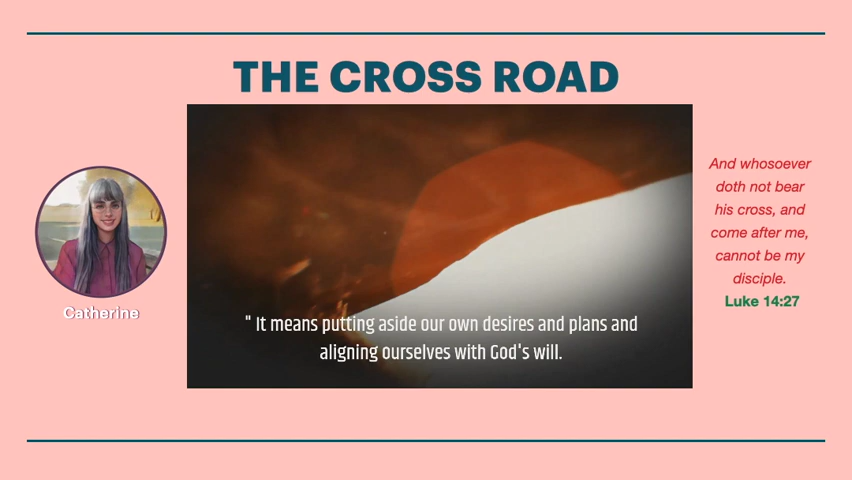 THE CROSS ROAD
Catherine
" It means putting aside our own desires and plans and
aligning ourselves with God's will.
And whosoever
doth not bear
his cross, and
come after me,
cannot be my
disciple.
Luke 14:27